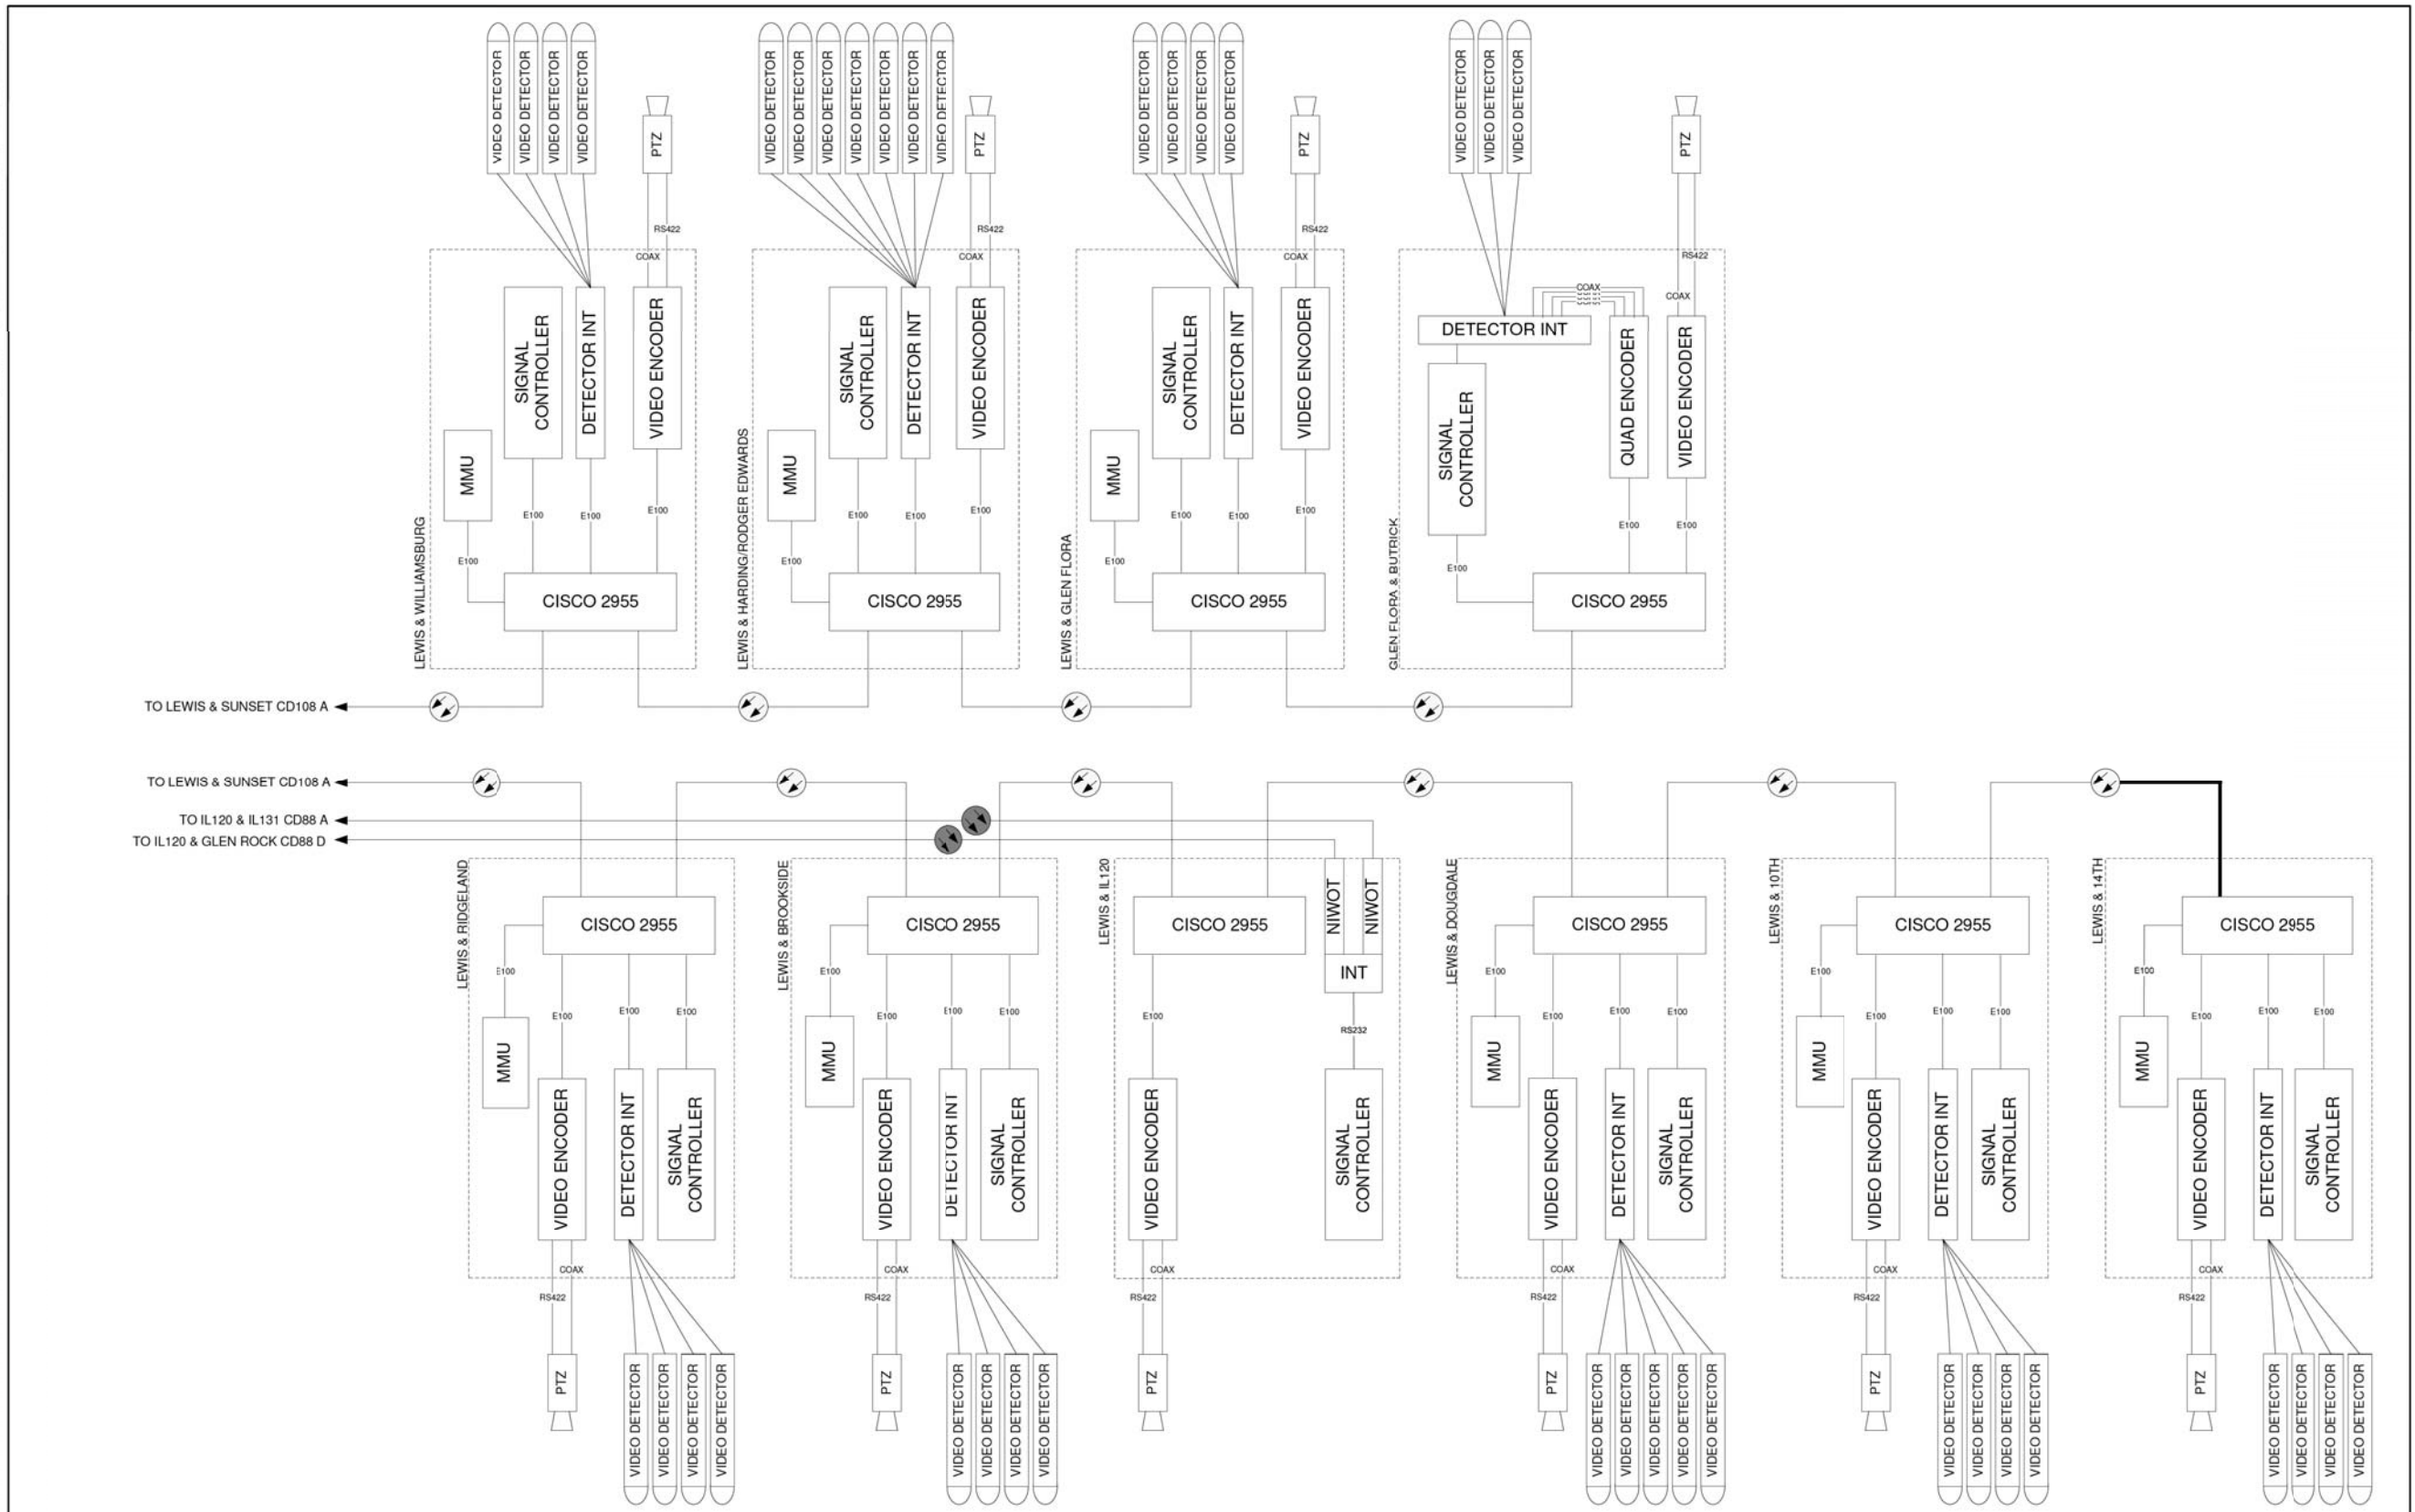 VIDEO DETECTOR
VIDEO DETECTOR
VIDEO DETECTOR
VIDEO DETECTOR
PTZ
VIDEO DETECTOR
VIDEO DETECTOR
VIDEO DETECTOR
VIDEO DETECTOR
VIDEO DETECTOR
VIDEO DETECTOR
VIDEO DETECTOR
PTZ
VIDEO DETECTOR
VIDEO DETECTOR
VIDEO DETECTOR
VIDEO DETECTOR
PTZ
VIDEO DETECTOR
VIDEO DETECTOR
VIDEO DETECTOR
PTZ
LEWIS & WILLIAMSBURG
RS422
COAX
MMU
SIGNAL
CONTROLLER
DETECTOR INT
VIDEO ENCODER
E100
E100
E100
E100
CISCO 2955
LEWIS & HARDING/RODGER EDWARDS
RS422
COAX
MMU
SIGNAL
CONTROLLER
DETECTOR INT
VIDEO ENCODER
E100
E100
E100
E100
CISCO 2955
LEWIS & GLEN FLORA
RS422
COAX
MMU
SIGNAL
CONTROLLER
DETECTOR INT
VIDEO ENCODER
E100
E100
E100
E100
CISCO 2955
GLEN FLORA & BUTRICK
RS422
COAX
COAX
DETECTOR INT
SIGNAL
CONTROLLER
QUAD ENCODER
VIDEO ENCODER
E100
E100
E100
CISCO 2955
TO LEWIS & SUNSET CD108 A
TO LEWIS & SUNSET CD108 A
TO IL120 & IL131 CD88 A
TO IL120 & GLEN ROCK CD88 D
LEWIS & RIDGELAND
CISCO 2955
E100
E100
E100
E100
MMU
VIDEO ENCODER
DETECTOR INT
SIGNAL
CONTROLLER
COAX
RS422
PTZ
VIDEO DETECTOR
VIDEO DETECTOR
VIDEO DETECTOR
VIDEO DETECTOR
LEWIS & BROOKSIDE
CISCO 2955
E100
E100
E100
E100
MMU
VIDEO ENCODER
DETECTOR INT
SIGNAL
CONTROLLER
COAX
RS422
PTZ
VIDEO DETECTOR
VIDEO DETECTOR
VIDEO DETECTOR
VIDEO DETECTOR
LEWIS & IL120
CISCO 2955
NIWOT
NIWOT
INT
E100
RS232
VIDEO ENCODER
SIGNAL
CONTROLLER
COAX
RS422
PTZ
LEWIS & DOUGDALE
CISCO 2955
E100
E100
E100
E100
MMU
VIDEO ENCODER
DETECTOR INT
SIGNAL
CONTROLLER
COAX
RS422
PTZ
VIDEO DETECTOR
VIDEO DETECTOR
VIDEO DETECTOR
VIDEO DETECTOR
VIDEO DETECTOR
LEWIS & 10TH
CISCO 2955
E100
E100
E100
E100
MMU
VIDEO ENCODER
DETECTOR INT
SIGNAL
CONTROLLER
COAX
RS422
PTZ
VIDEO DETECTOR
VIDEO DETECTOR
VIDEO DETECTOR
VIDEO DETECTOR
LEWIS & 14TH
CISCO 2955
E100
E100
E100
E100
MMU
VIDEO ENCODER
DETECTOR INT
SIGNAL
CONTROLLER
COAX
RS422
PTZ
VIDEO DETECTOR
VIDEO DETECTOR
VIDEO DETECTOR
VIDEO DETECTOR